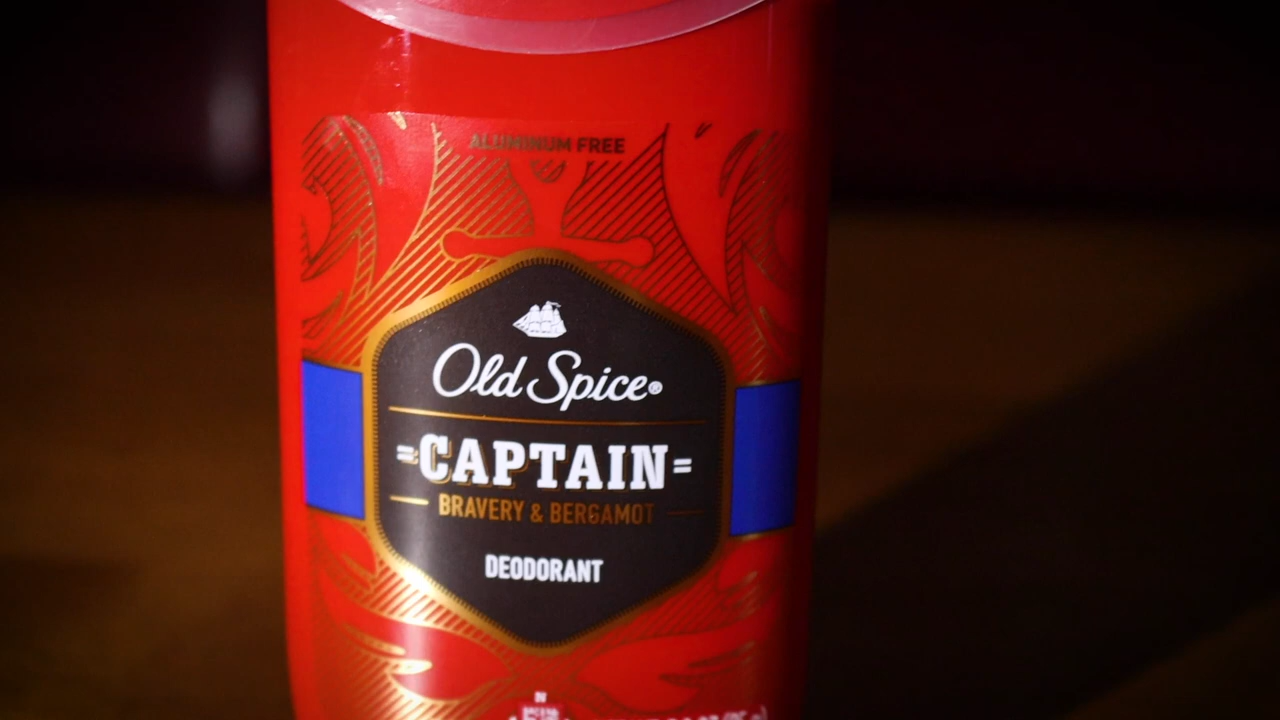 ALUMINUM FREE
Old Spice®
=CAPTAIN=
BRAVERY & BERGAMOT
DEODORANT
N